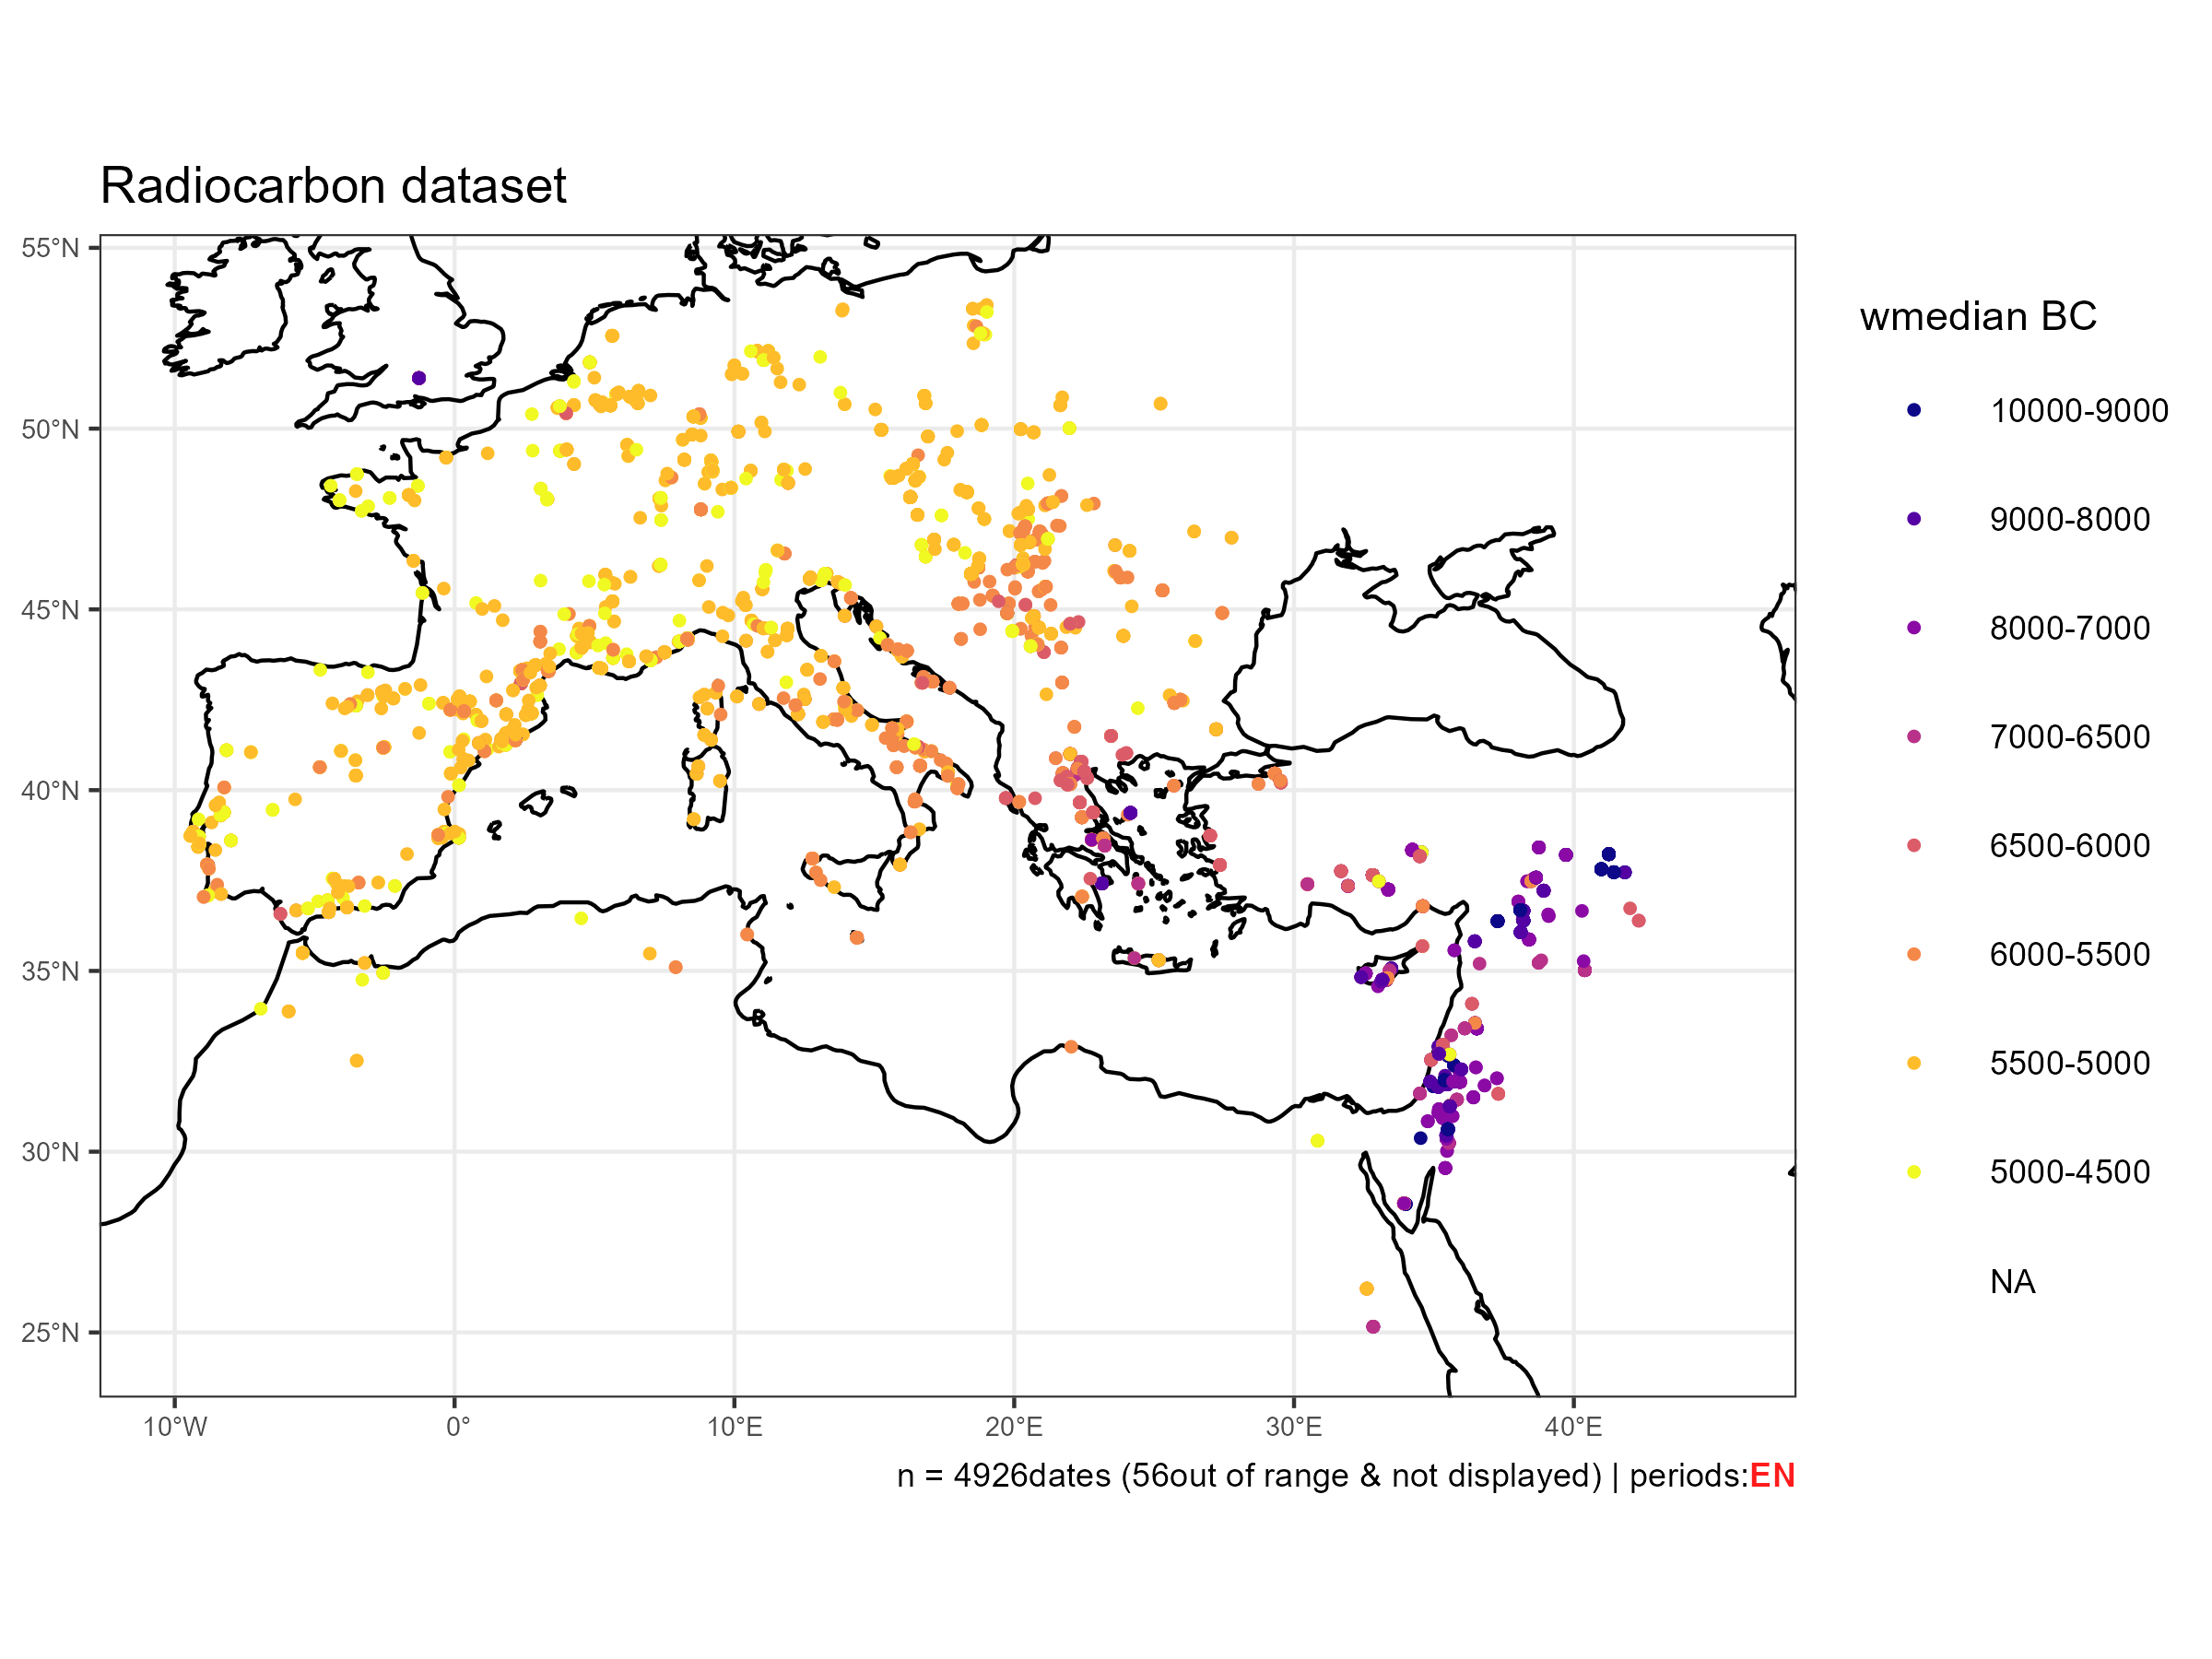 Radiocarbon dataset
55°N
50°N
45°N
40°N
35°N
30°N
25°N
10°W
0°
10°E
20°E
30°E
40°E
n = 4926dates (56out of range & not displayed) | periods:EN
wmedian BC
10000-9000
9000-8000
8000-7000
7000-6500
6500-6000
6000-5500
5500-5000
5000-4500
NA